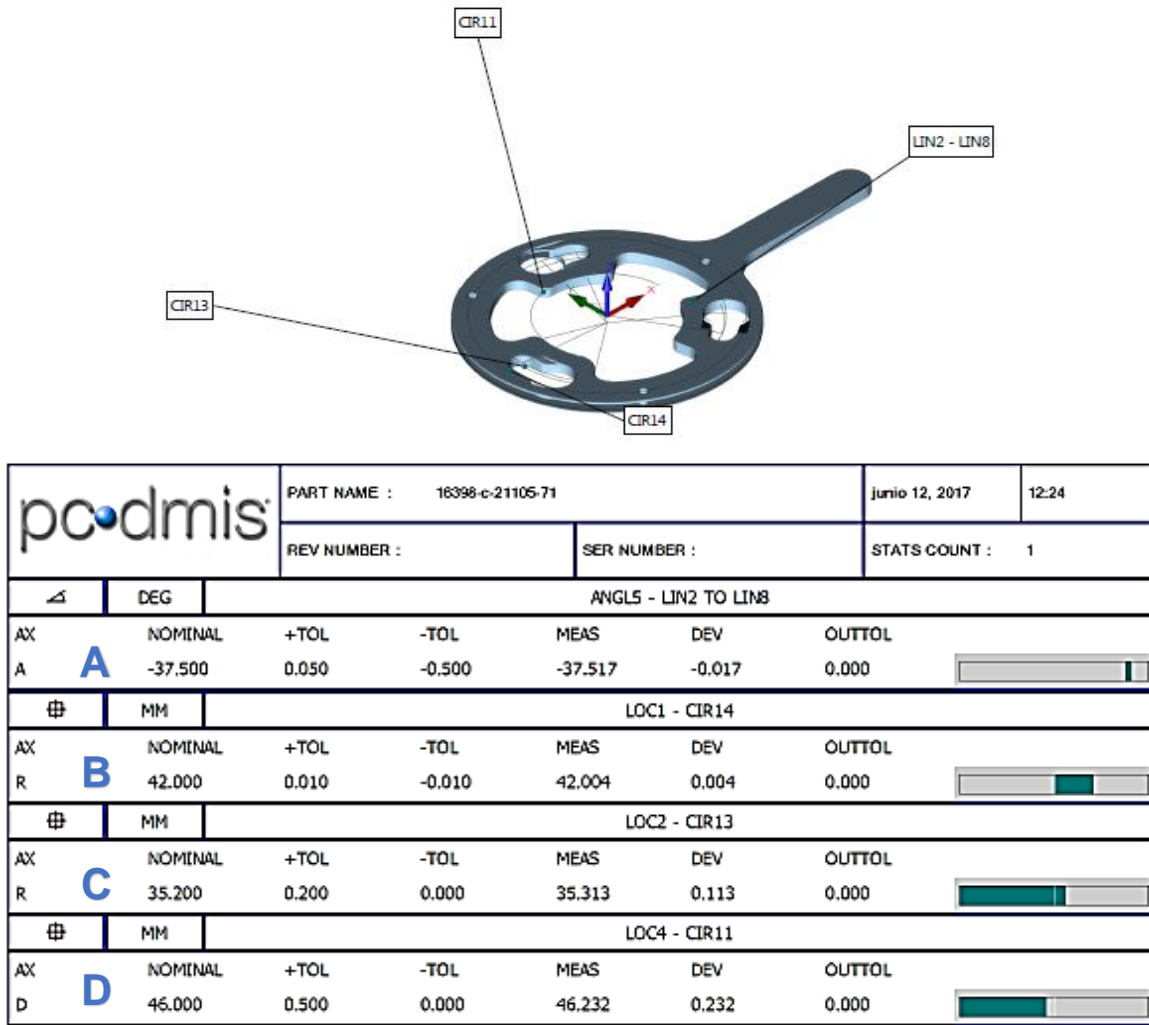 CIR11
LIN2 - LIN8
CIR13
X
CIR14
pc dmis
PART NAME : 16398-c-21105-71
junio 12, 2017
12:24
REV NUMBER :
SER NUMBER :
STATS COUNT : 1
DEG
ANGL5 - LIN2 TO LIN8
AX NOMINAL +TOL -TOL MEAS DEV OUTTOL
A A -37.500 0.050 -0.500 -37.517 -0.017 0.000
MM
LOC1 - CIR14
AX NOMINAL +TOL -TOL MEAS DEV OUTTOL
R B 42.000 0.010 -0.010 42.004 0.004 0.000
MM
LOC2 - CIR13
AX NOMINAL +TOL -TOL MEAS DEV OUTTOL
R C 35.200 0.200 0.000 35.313 0.113 0.000
MM
LOC4 - CIR11
AX NOMINAL +TOL -TOL MEAS DEV OUTTOL
D D 46.000 0.500 0.000 46.232 0.232 0.000